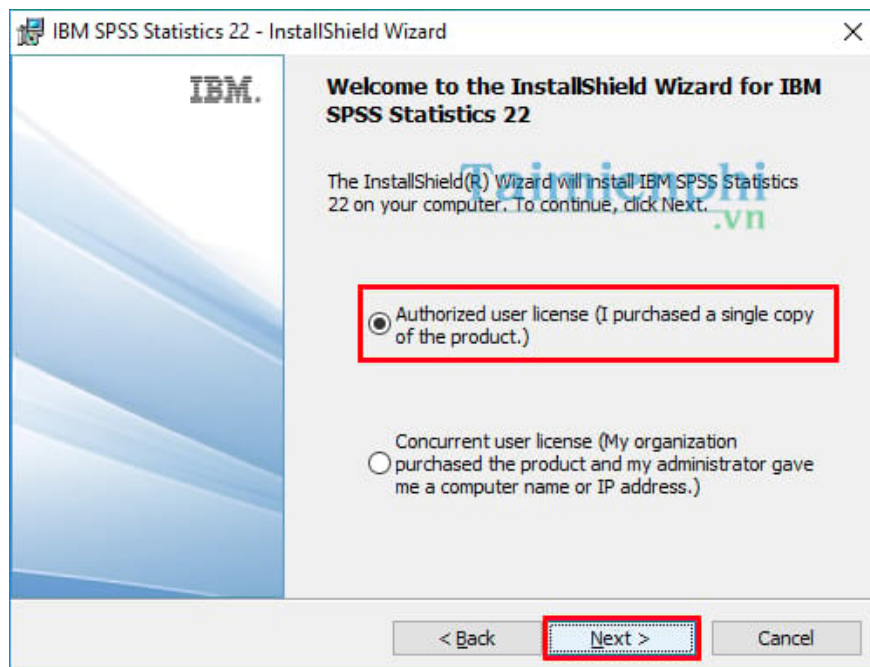 IBM SPSS Statistics 22 - InstallShield Wizard
IBM.
Welcome to the InstallShield Wizard for IBM
SPSS Statistics 22
Taimienphi
.vn
The InstallShield(R) Wizard will install IBM SPSS Statistics
22 on your computer. To continue, click Next.
Authorized user license (I purchased a single copy
of the product.)
Concurrent user license (My organization
purchased the product and my administrator gave
me a computer name or IP address.)
< Back
Next >
Cancel